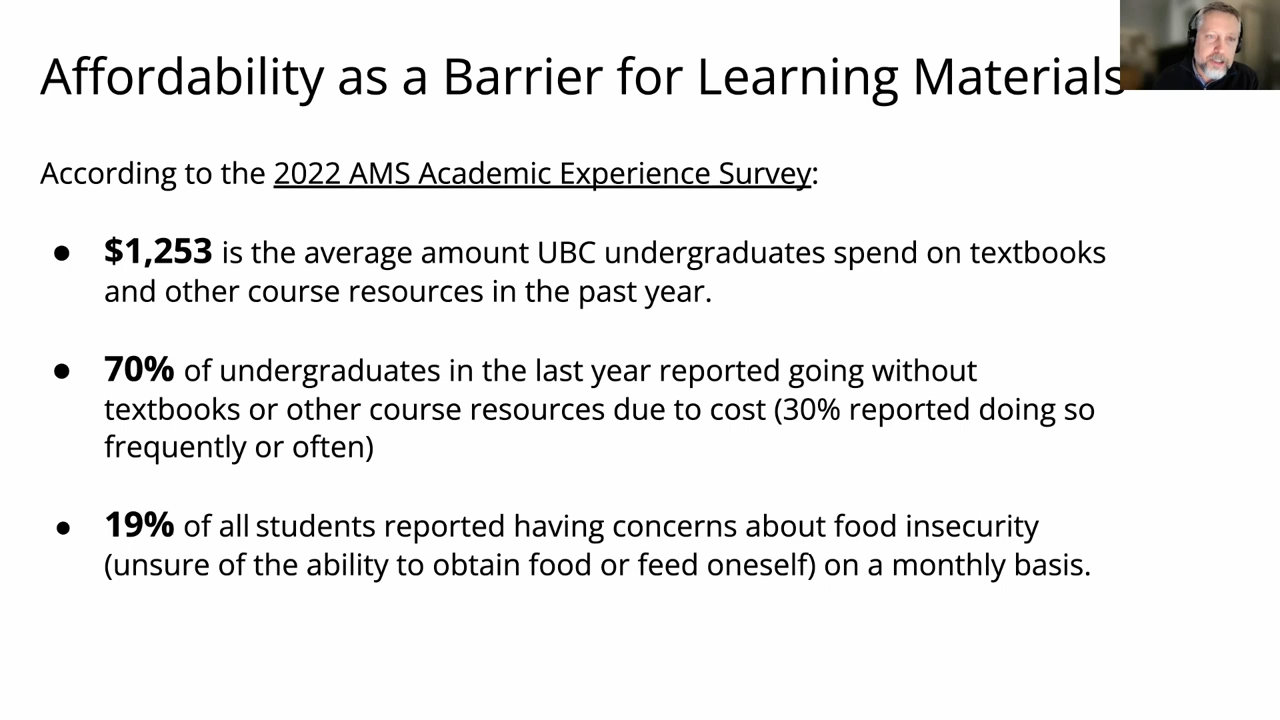 Affordability as a Barrier for Learning Materials
According to the 2022 AMS Academic Experience Survey:
● $1,253 is the average amount UBC undergraduates spend on textbooks
and other course resources in the past year.
● 70% of undergraduates in the last year reported going without
textbooks or other course resources due to cost (30% reported doing so
frequently or often)
● 19% of all students reported having concerns about food insecurity
(unsure of the ability to obtain food or feed oneself) on a monthly basis.